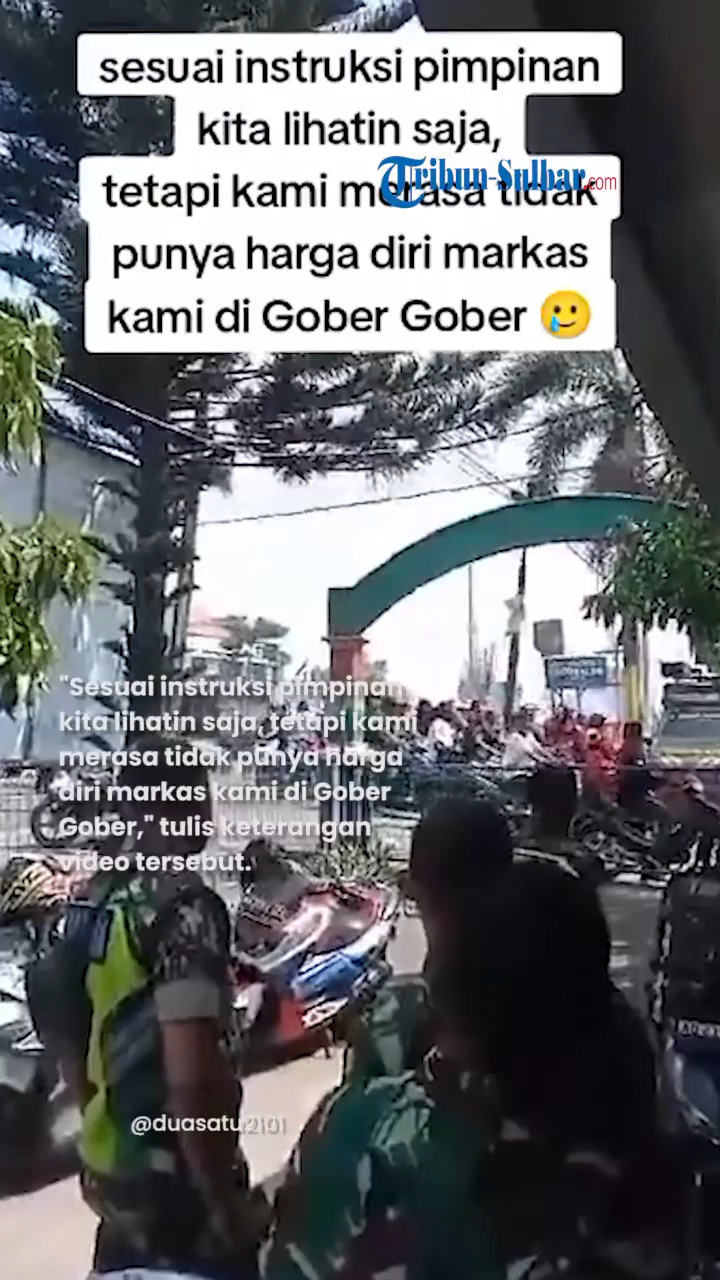 sesuai instruksi pimpinan
kita lihatin saja,
Tribun-Sulbar.com
tetapi kami merasa tidak
punya harga diri markas
kami di Gober Gober 🥲
"Sesuai instruksi pimpinan
kita lihatin saja, tetapi kami
merasa tidak punya harga
diri markas kami di Gober
Gober," tulis keterangan
video tersebut.
@duasatu2101